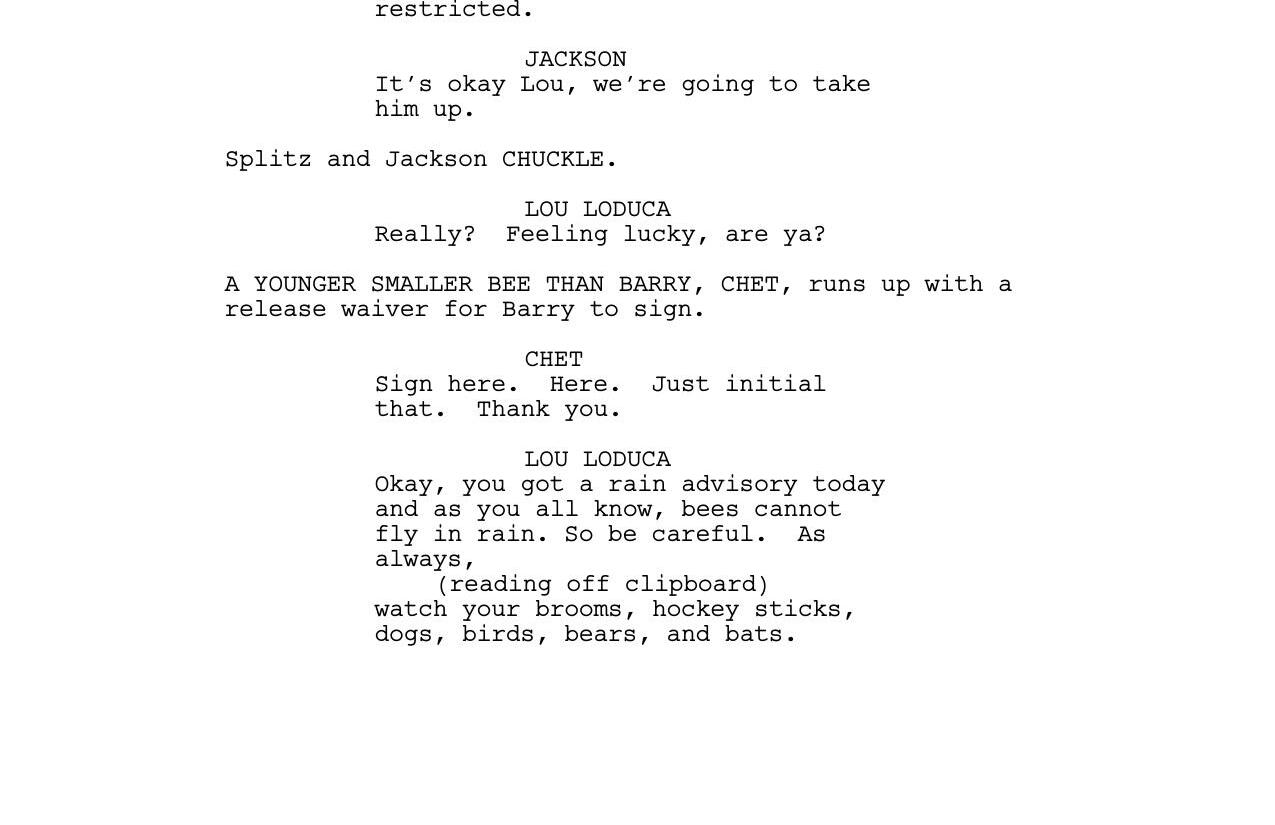 restricted.
JACKSON
It's okay Lou, we're going to take
him up.
Splitz and Jackson CHUCKLE.
LOU LODUCA
Really?  Feeling lucky, are ya?
A YOUNGER SMALLER BEE THAN BARRY, CHET, runs up with a
release waiver for Barry to sign.
CHET
Sign here.  Here.  Just initial
that.  Thank you.
LOU LODUCA
Okay, you got a rain advisory today
and as you all know, bees cannot
fly in rain. So be careful.  As
always,
(reading off clipboard)
watch your brooms, hockey sticks,
dogs, birds, bears, and bats.